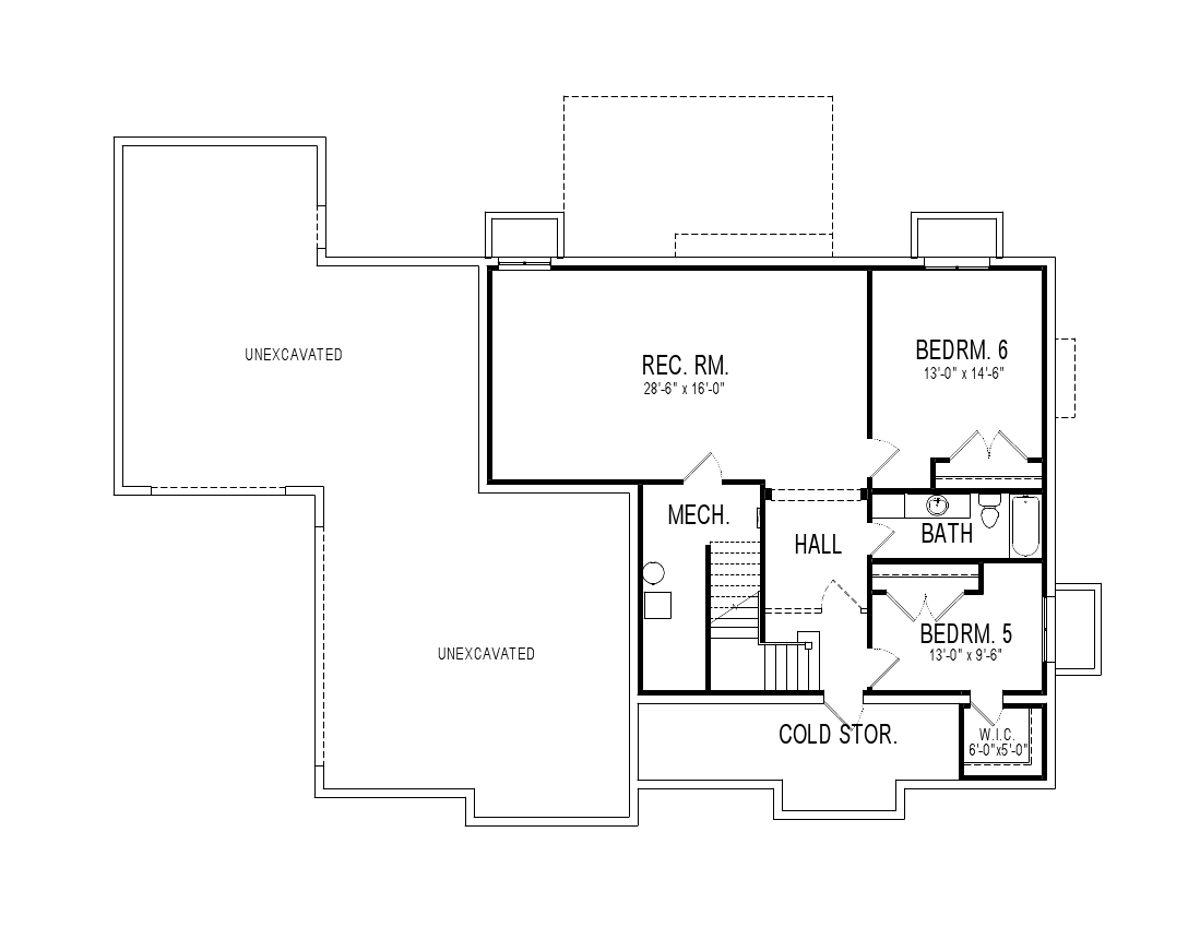 UNEXCAVATED
REC. RM.
28'-6" x 16'-0"
BEDRM. 6
13'-0" x 14'-6"
MECH.
HALL
BATH
UNEXCAVATED
BEDRM. 5
13'-0" x 9'-6"
COLD STOR.
W.I.C.
6'-0"x5'-0"